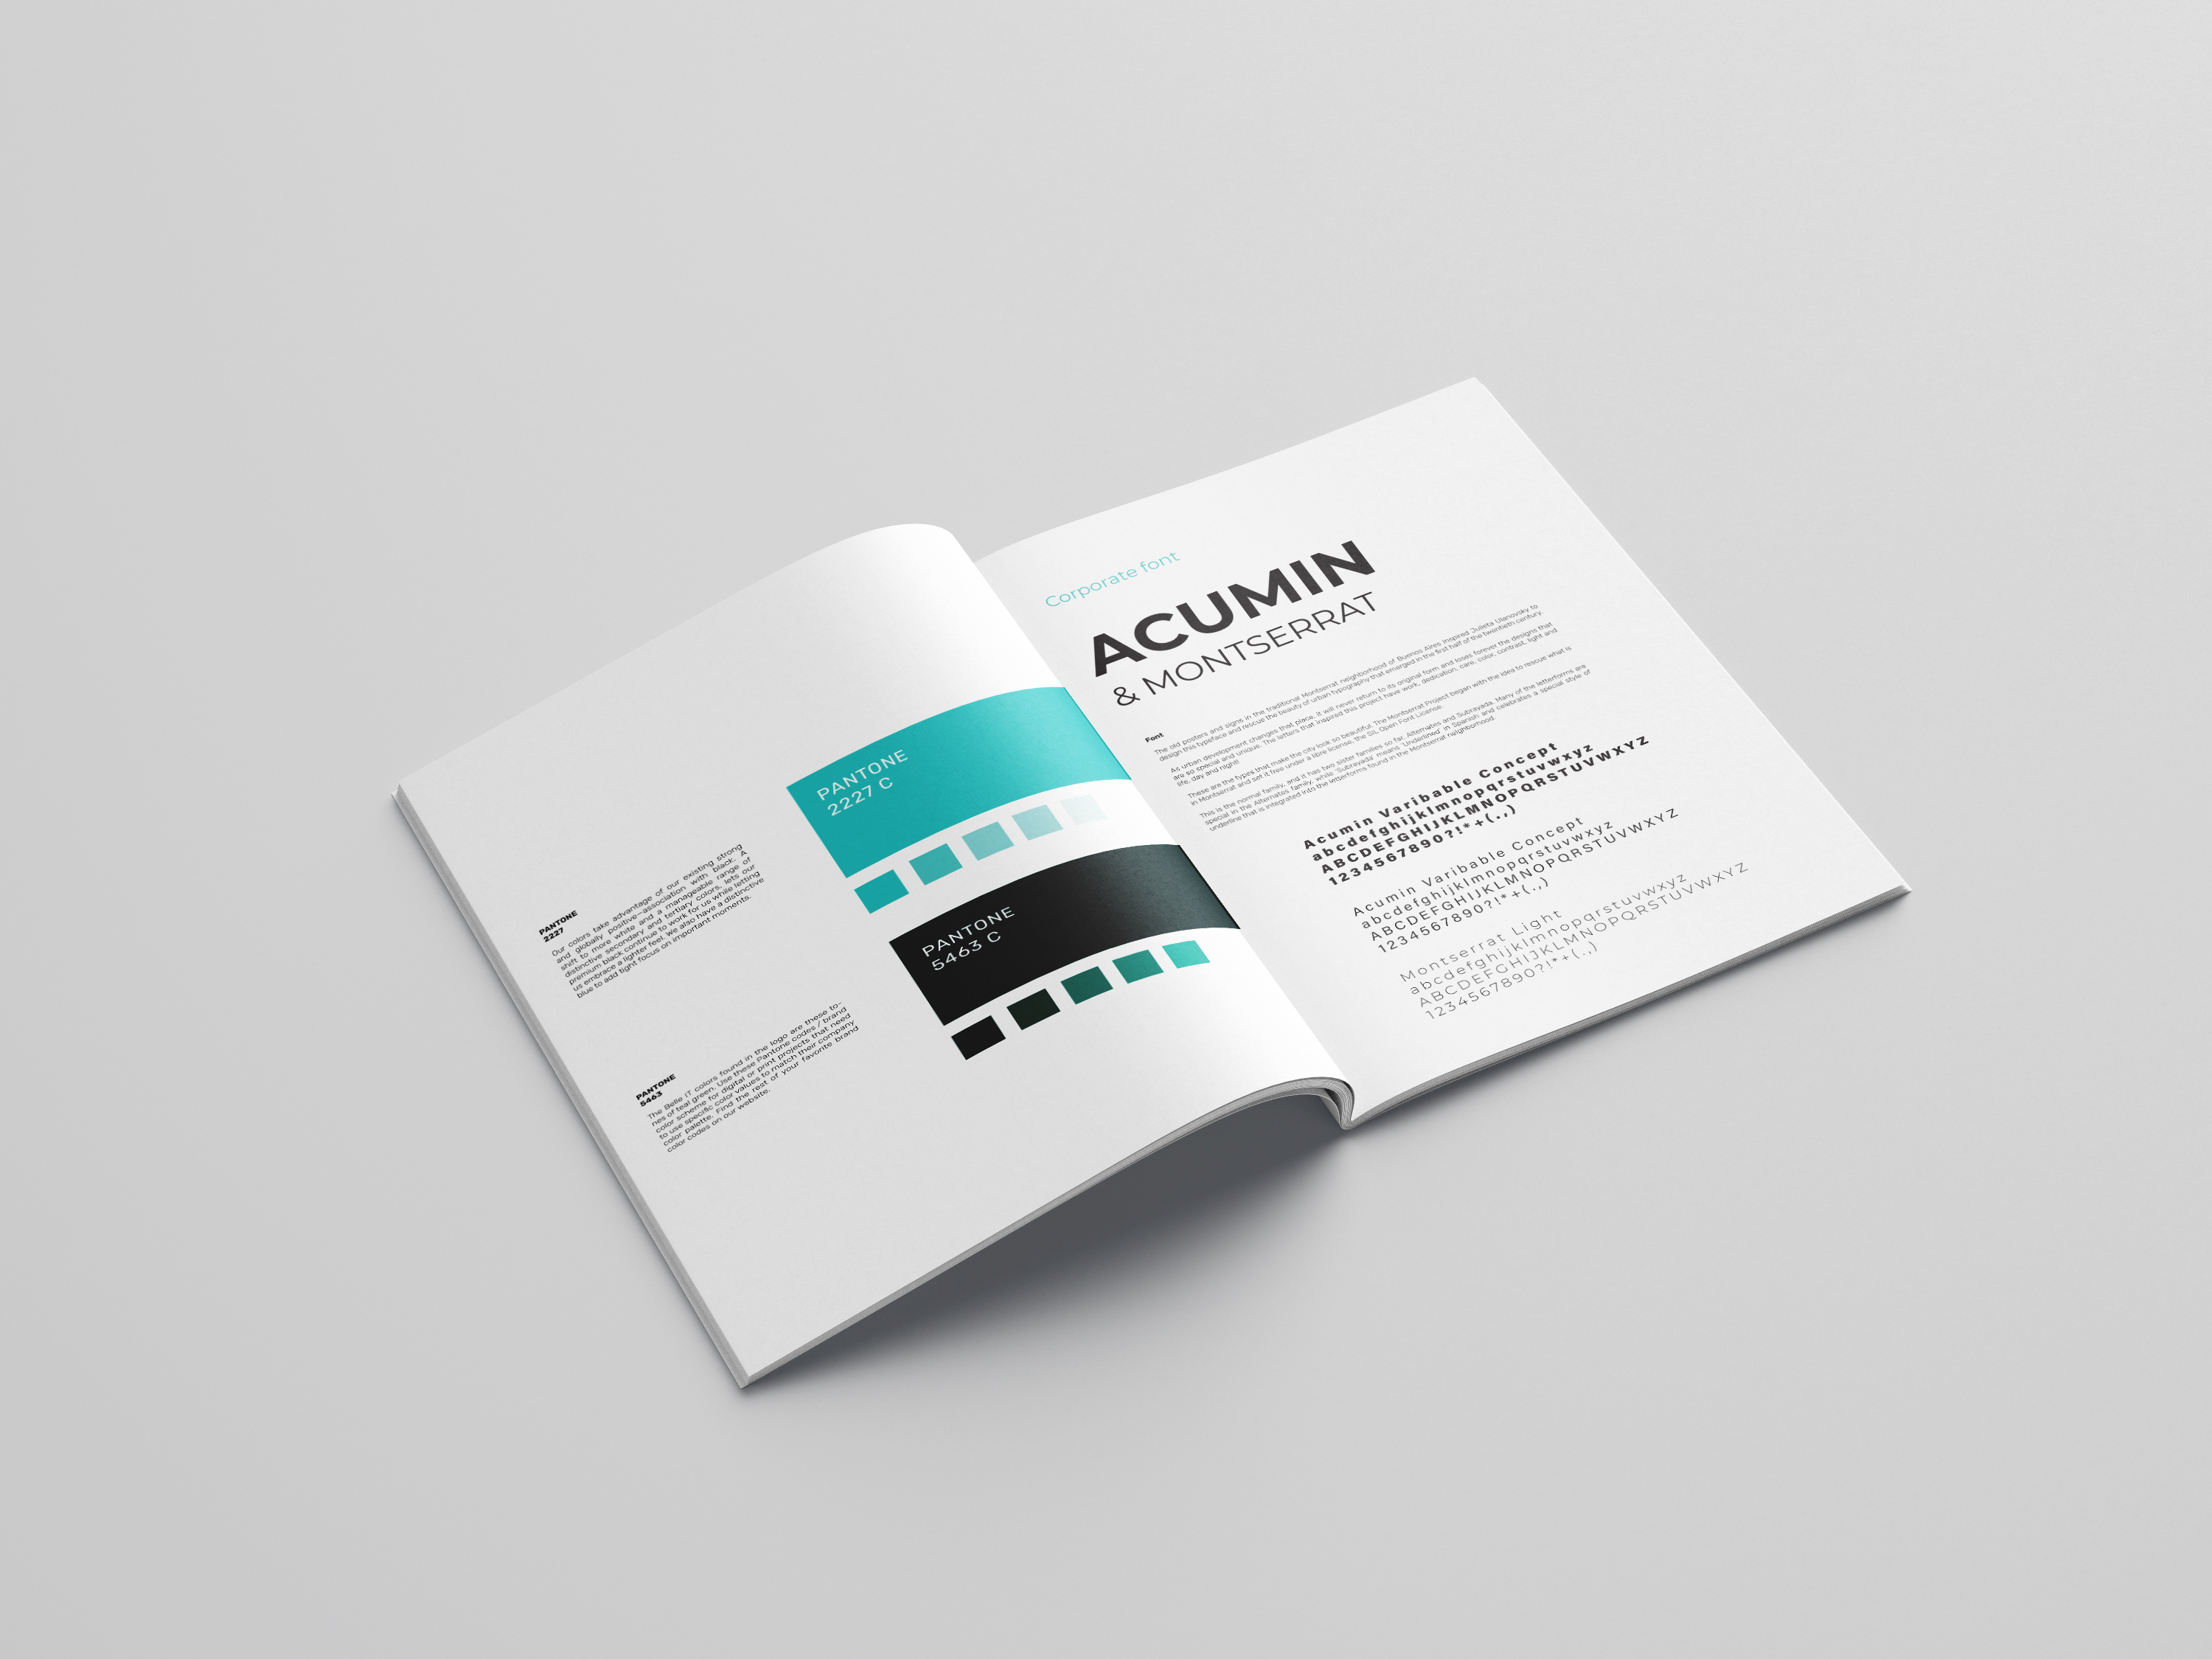 PANTONE
2227
Our colors take advantage of our existing strong
and globally positive—association with black. A
shift to more white and a manageable range of
distinctive secondary and tertiary colors, lets our
premium black continue to work for us while letting
us embrace a lighter feel. We also have a distinctive
blue to add tight focus on important moments.
PANTONE
5463
The Belle IT colors found in the logo are these to-
nes of teal green. Use these Pantone codes / brand
color scheme for digital or print projects that need
to use specific color values to match their company
color palette. Find the rest of your favorite brand
color codes on our website.
PANTONE
2227 C
PANTONE
5463 C
Corporate font
ACUMIN
& MONTSERRAT
Font
The old posters and signs in the traditional Montserrat neighborhood of Buenos Aires inspired Julieta Ulanovsky to
design this typeface and rescue the beauty of urban typography that emerged in the first half of the twentieth century.
As urban development changes that place, it will never return to its original form and loses forever the designs that
are so special and unique. The letters that inspired this project have work, dedication, care, color, contrast, light and
life, day and night!
These are the types that make the city look so beautiful. The Montserrat Project began with the idea to rescue what is
in Montserrat and set it free under a libre license, the SIL Open Font License.
This is the normal family, and it has two sister families so far, Alternates and Subrayada. Many of the letterforms are
special in the Alternates family, while 'Subrayada' means 'Underlined' in Spanish and celebrates a special style of
underline that is integrated into the letterforms found in the Montserrat neighborhood.
Acumin Varibable Concept
abcdefghijklmnopqrstuvwxyz
ABCDEFGHIJKLMNOPQRSTUVWXYZ
1234567890?!*+(.,)
Acumin Varibable Concept
abcdefghijklmnopqrstuvwxyz
ABCDEFGHIJKLMNOPQRSTUVWXYZ
1234567890?!*+(.,)
Montserrat Light
abcdefghijklmnopqrstuvwxyz
ABCDEFGHIJKLMNOPQRSTUVWXYZ
1234567890?!*+(.,)